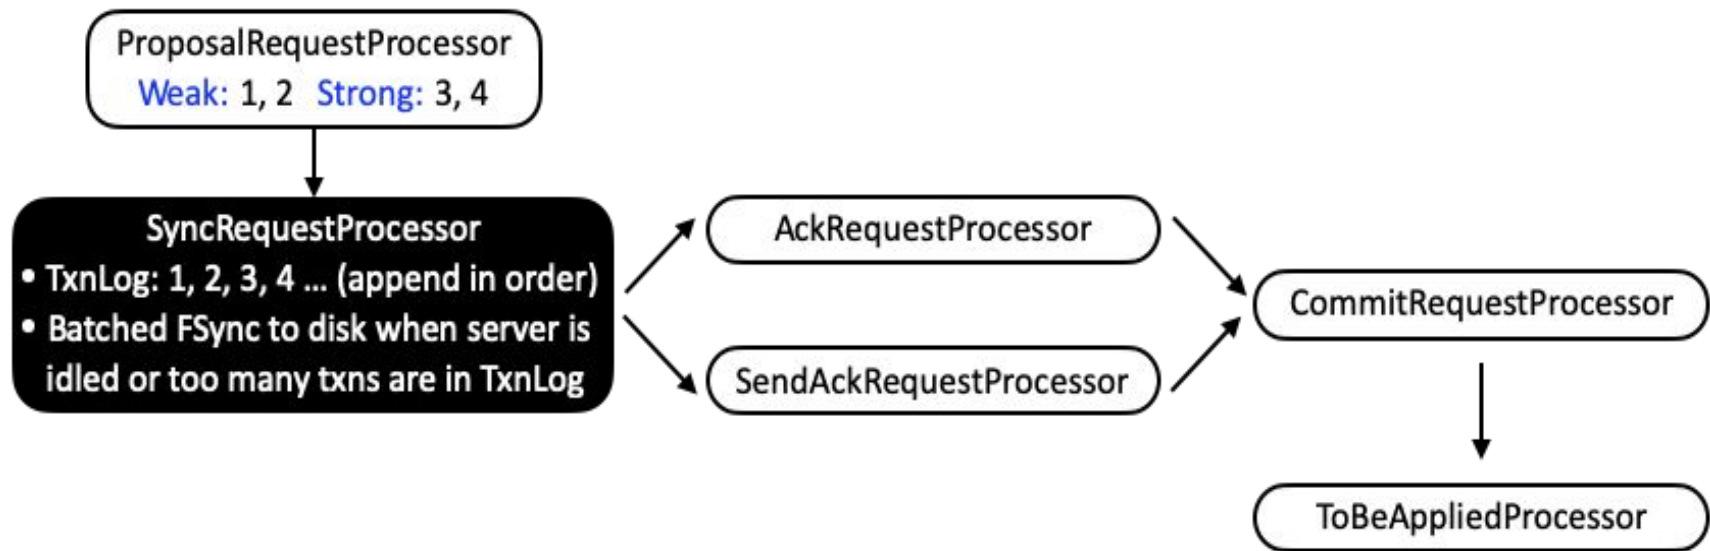 ProposalRequestProcessor
Weak: 1, 2 Strong: 3, 4
SyncRequestProcessor
• TxnLog: 1, 2, 3, 4 ... (append in order)
• Batched FSync to disk when server is
idled or too many txns are in TxnLog
AckRequestProcessor
SendAckRequestProcessor
CommitRequestProcessor
ToBeAppliedProcessor